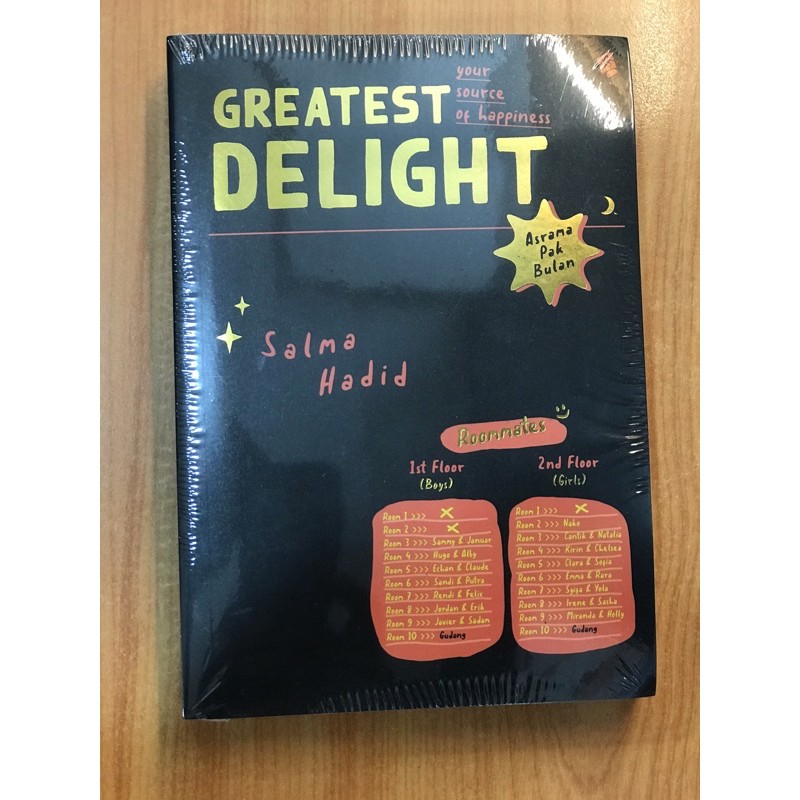 GREATEST
your
source
of happiness
DELIGHT
Asrama
Pak
Bulan
Salma
Hadid
Roommates
1st Floor
(Boys)
Room 1 >>> X
Room 2 >>> X
Room 3 >>> Sammy & Januar
Room 4 >>> Hugo & Alby
Room 5 >>> Echan & Claude
Room 6 >>> Sandi & Putra
Room 7 >>> Rendi & Felix
Room 8 >>> Jordan & Erik
Room 9 >>> Javier & Sadam
Room 10 >>> Gudang
2nd Floor
(Girls)
Room 1 >>> X
Room 2 >>> Nako
Room 3 >>> Cantik & Natalia
Room 4 >>> Kirin & Chelsea
Room 5 >>> Clara & Sofia
Room 6 >>> Emma & Rara
Room 7 >>> Syiya & Yola
Room 8 >>> Irene & Sasha
Room 9 >>> Miranda & Holly
Room 10 >>> Gudang